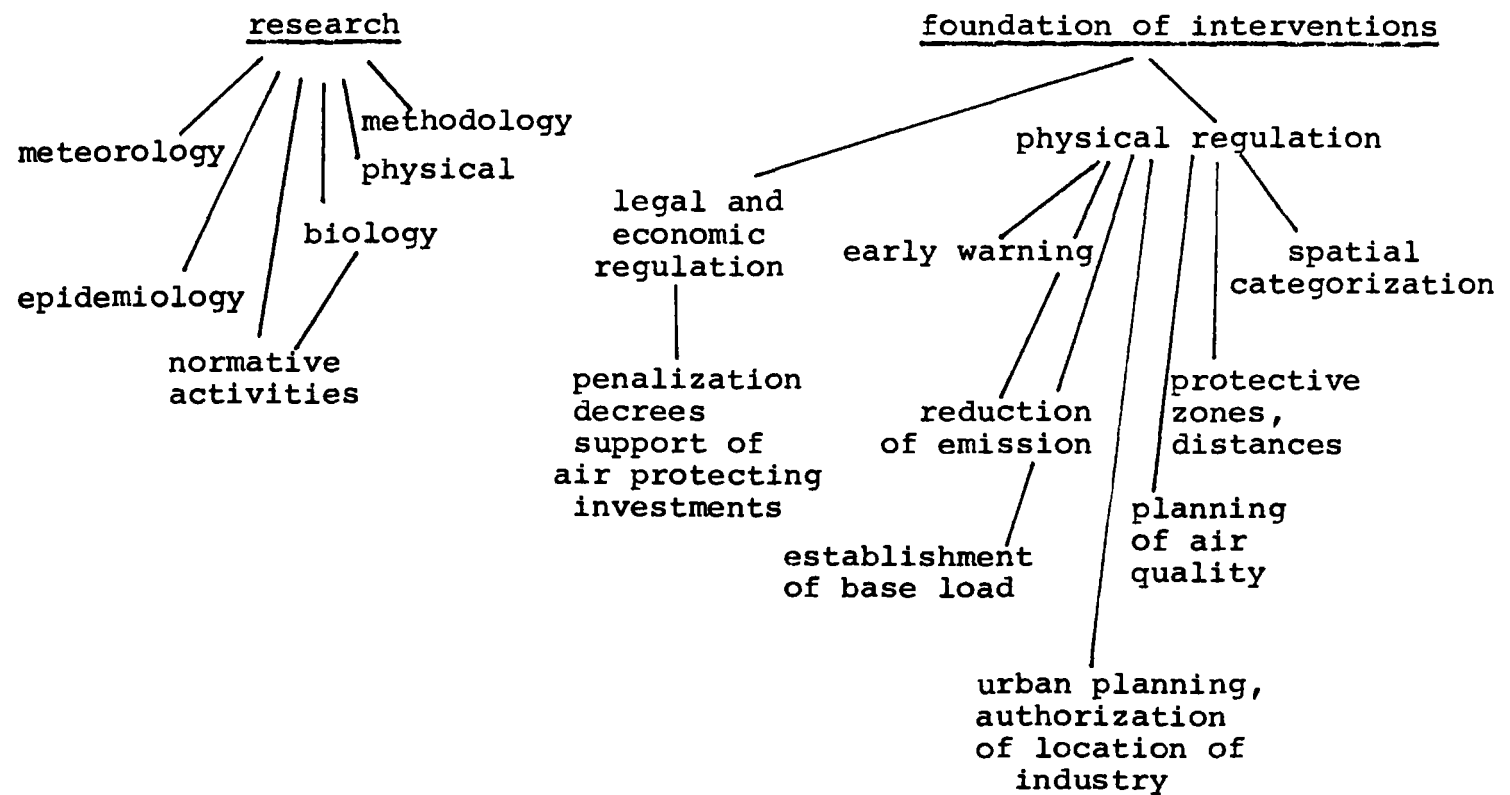 research
methodology
meteorology
physical
biology
epidemiology
normative
activities
foundation of interventions
physical regulation
legal and
economic
regulation
early warning
spatial
categorization
penalization
decrees
support of
air protecting
investments
reduction
of emission
protective
zones,
distances
establishment
of base load
planning
of air
quality
urban planning,
authorization
of location of
industry